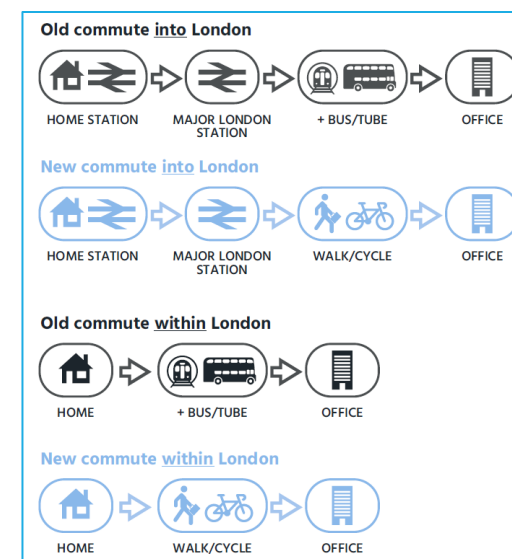 Old commute into London
HOME STATION
MAJOR LONDON
STATION
+ BUS/TUBE
OFFICE
New commute into London
HOME STATION
MAJOR LONDON
STATION
WALK/CYCLE
OFFICE
Old commute within London
HOME
+ BUS/TUBE
OFFICE
New commute within London
HOME
WALK/CYCLE
OFFICE